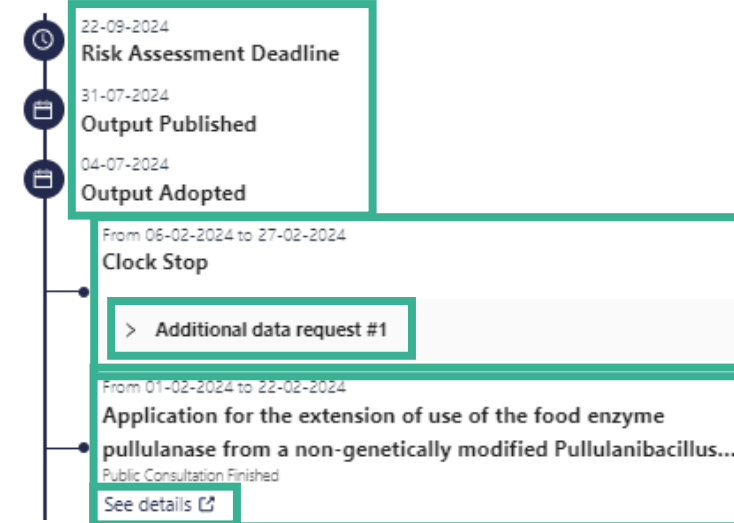 22-09-2024
Risk Assessment Deadline
31-07-2024
Output Published
04-07-2024
Output Adopted
From 06-02-2024 to 27-02-2024
Clock Stop
> Additional data request #1
From 01-02-2024 to 22-02-2024
Application for the extension of use of the food enzyme
pullulanase from a non-genetically modified Pullulanibacillus...
Public Consultation Finished
See details